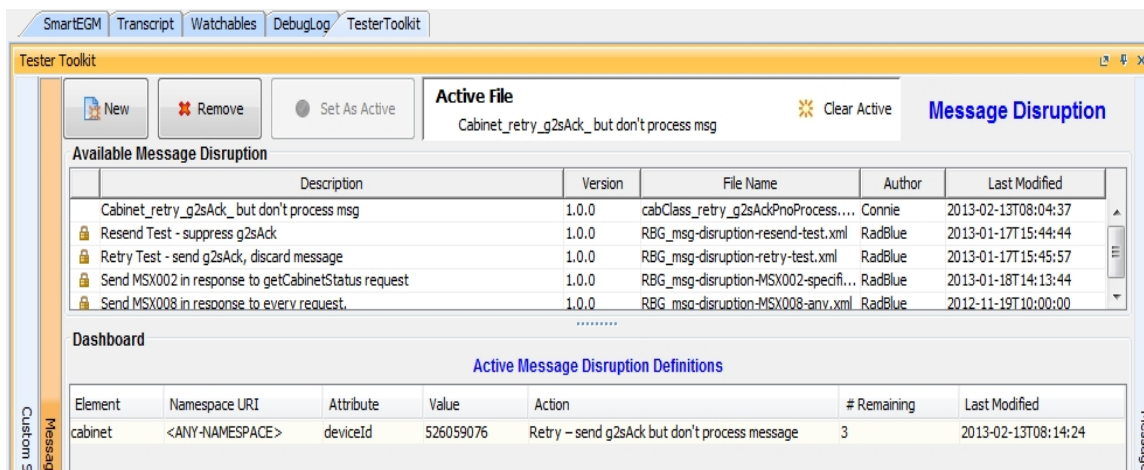 SmartEGM Transcript Watchables DebugLog TesterToolkit
Tester Toolkit
New Remove Set As Active Active File Clear Active Message Disruption
Cabinet_retry_g2sAck_ but don't process msg
Available Message Disruption
Description Version File Name Author Last Modified
Cabinet_retry_g2sAck_ but don't process msg 1.0.0 cabClass_retry_g2sAckPnoProcess.... Connie 2013-02-13T08:04:37
Resend Test - suppress g2sAck 1.0.0 RBG_msg-disruption-resend-test.xml RadBlue 2013-01-17T15:44:44
Retry Test - send g2sAck, discard message 1.0.0 RBG_msg-disruption-retry-test.xml RadBlue 2013-01-17T15:45:57
Send MSX002 in response to getCabinetStatus request 1.0.0 RBG_msg-disruption-MSX002-specifi... RadBlue 2013-01-18T14:13:44
Send MSX008 in response to every request. 1.0.0 RBG_msg-disruption-MSX008-any.xml RadBlue 2012-11-19T10:00:00
Dashboard
Active Message Disruption Definitions
Element Namespace URI Attribute Value Action # Remaining Last Modified
cabinet <ANY-NAMESPACE> deviceId 526059076 Retry – send g2sAck but don't process message 3 2013-02-13T08:14:24
Custom S
Messag